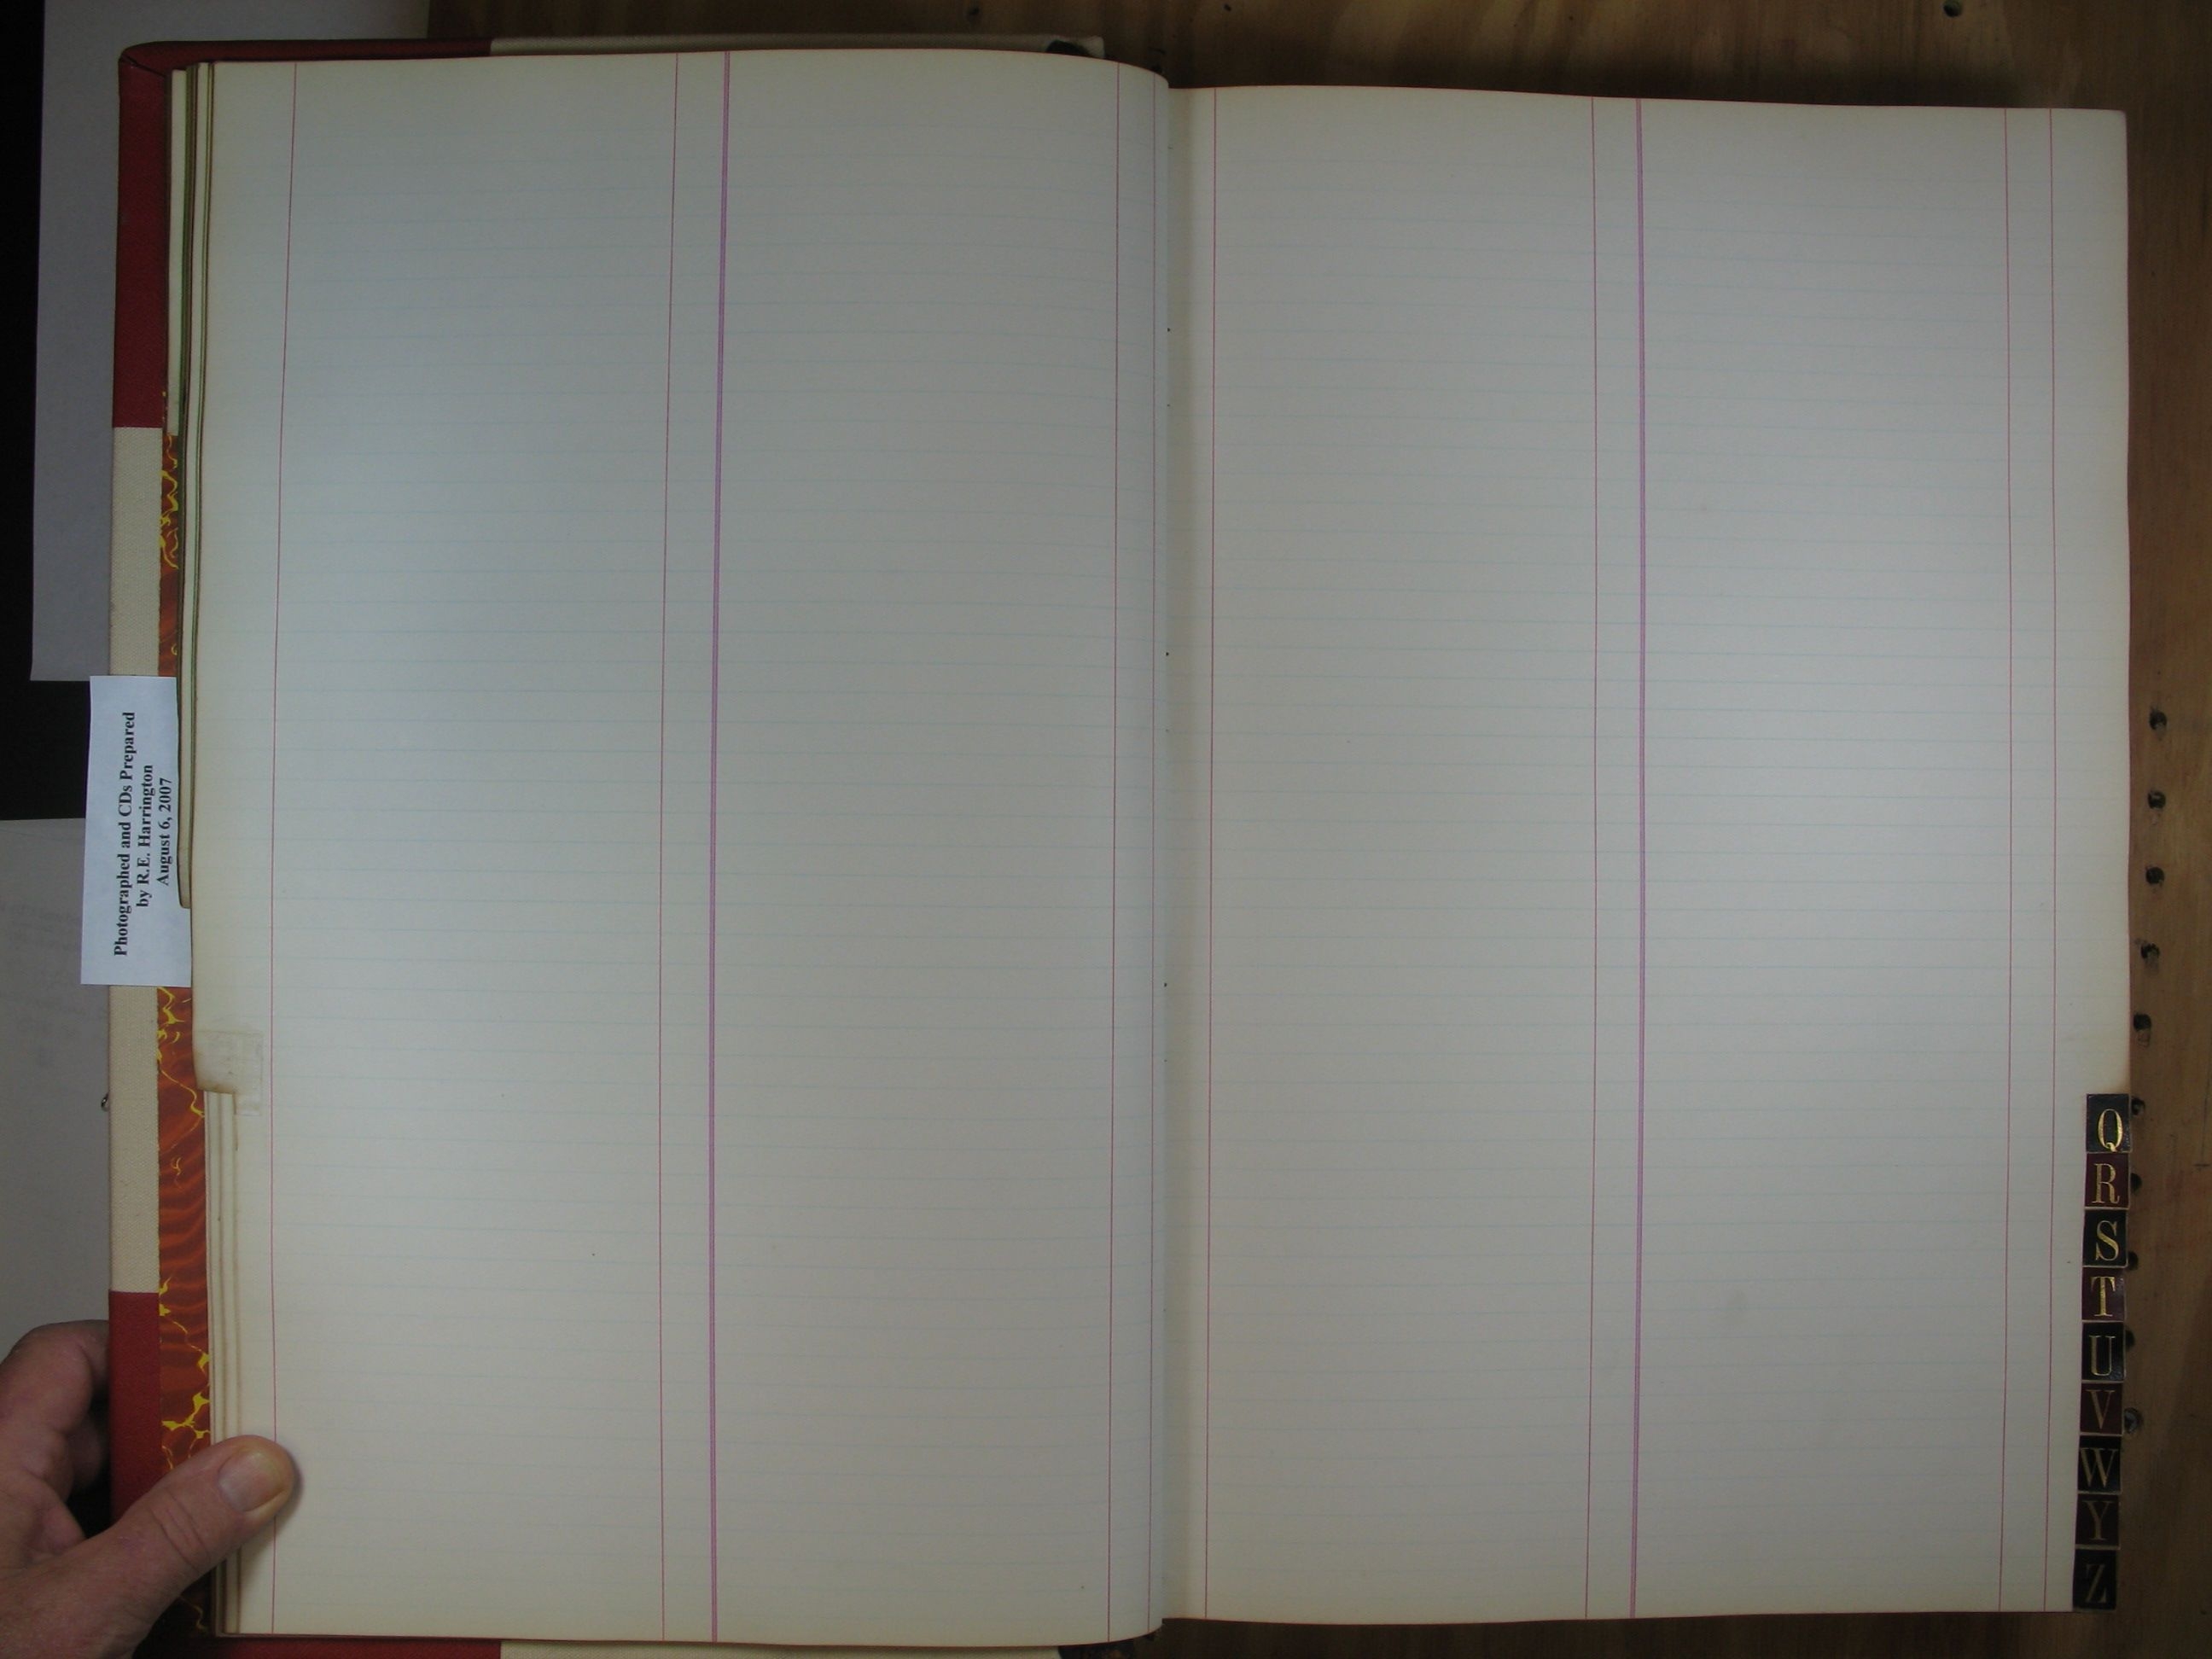 Photographed and CDs Prepared
by R.E. Harrington
August 6, 2007
Q
R
S
T
U
V
W
Y
Z